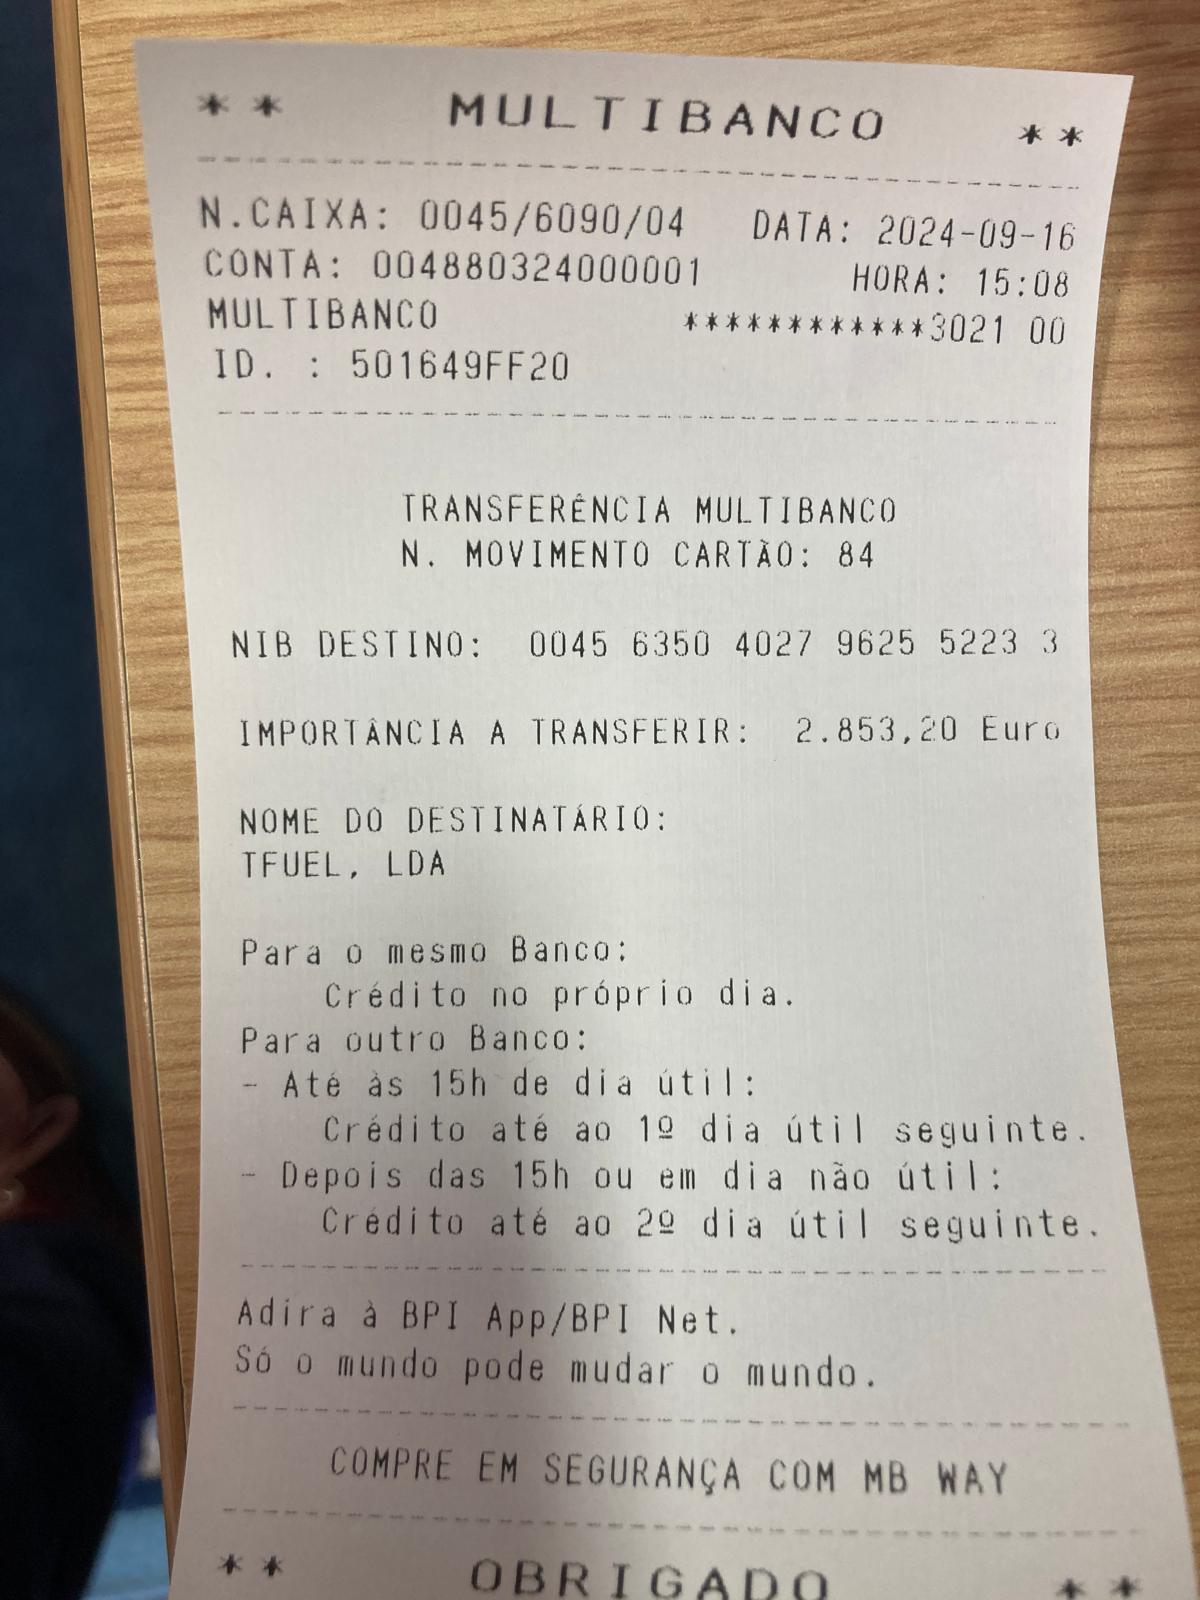 ** MULTIBANCO **
N.CAIXA: 0045/6090/04 DATA: 2024-09-16
CONTA: 004880324000001 HORA: 15:08
MULTIBANCO ************3021 00
ID. : 501649FF20
TRANSFERÊNCIA MULTIBANCO
N. MOVIMENTO CARTÃO: 84
NIB DESTINO: 0045 6350 4027 9625 5223 3
IMPORTÂNCIA A TRANSFERIR: 2.853,20 Euro
NOME DO DESTINATÁRIO:
TFUEL, LDA
Para o mesmo Banco:
Crédito no próprio dia.
Para outro Banco:
- Até às 15h de dia útil:
Crédito até ao 1º dia útil seguinte.
- Depois das 15h ou em dia não útil:
Crédito até ao 2º dia útil seguinte.
Adira à BPI App/BPI Net.
Só o mundo pode mudar o mundo.
COMPRE EM SEGURANÇA COM MB WAY
** OBRIGADO **